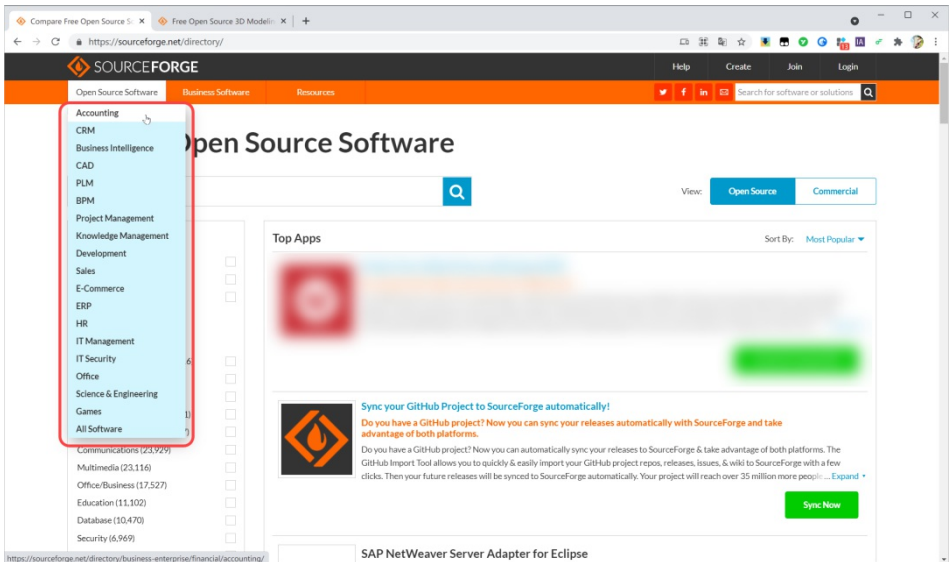 Compare Free Open Source So
Free Open Source 3D Modelin
https://sourceforge.net/directory/
13
IA
SOURCEFORGE
Help
Create
Join
Login
Open Source Software
Business Software
Resources
Search for software or solutions
Accounting
CRM
Business Intelligence
CAD
PLM
BPM
Project Management
Knowledge Management
Development
Sales
E-Commerce
ERP
HR
IT Management
IT Security
Office
Science & Engineering
Games
All Software
Open Source Software
View:
Open Source
Commercial
Top Apps
Sort By:
Most Popular
Sync your GitHub Project to SourceForge automatically!
Do you have a GitHub project? Now you can sync your releases automatically with SourceForge and take
advantage of both platforms.
Do you have a GitHub project? Now you can automatically sync your releases to SourceForge & take advantage of both platforms. The
GitHub Import Tool allows you to quickly & easily import your GitHub project repos, releases, issues, & wiki to SourceForge with a few
clicks. Then your future releases will be synced to SourceForge automatically. Your project will reach over 35 million more people ... Expand
Sync Now
Communications (23,929)
Multimedia (23,116)
Office/Business (17,527)
Education (11,102)
Database (10,470)
Security (6,969)
SAP NetWeaver Server Adapter for Eclipse
https://sourceforge.net/directory/business-enterprise/financial/accounting/